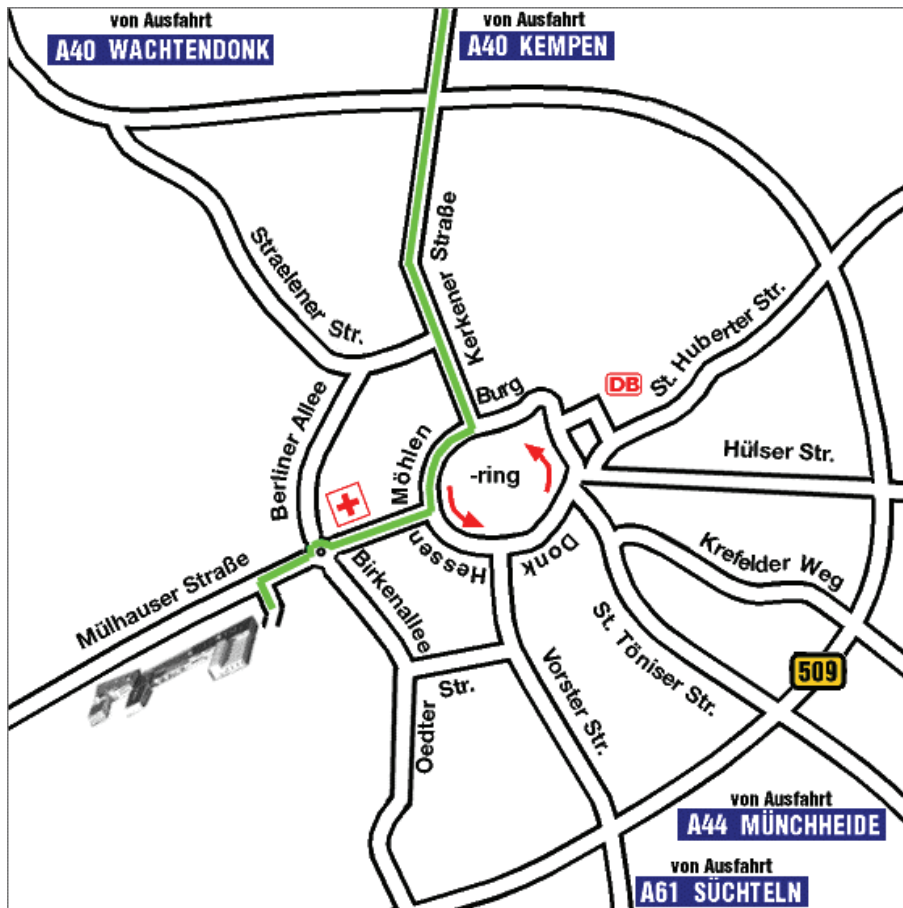 von Ausfahrt
A40 WACHTENDONK
von Ausfahrt
A40 KEMPEN
Straelener Str.
Kerkener Straße
St. Huberter Str.
DB
Burg
Berliner Allee
Möhlen
-ring
Hülser Str.
Hessen
Donk
Krefelder Weg
Mülhauser Straße
Birkenallee
St. Töniser Str.
Vorster Str.
509
Oedter
Str.
von Ausfahrt
A44 MÜNCHHEIDE
von Ausfahrt
A61 SÜCHTELN